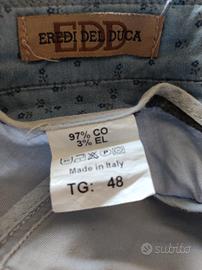 EDD
EREDI DEL DUCA
97% CO
3% EL
Made in Italy
TG: 48
subito